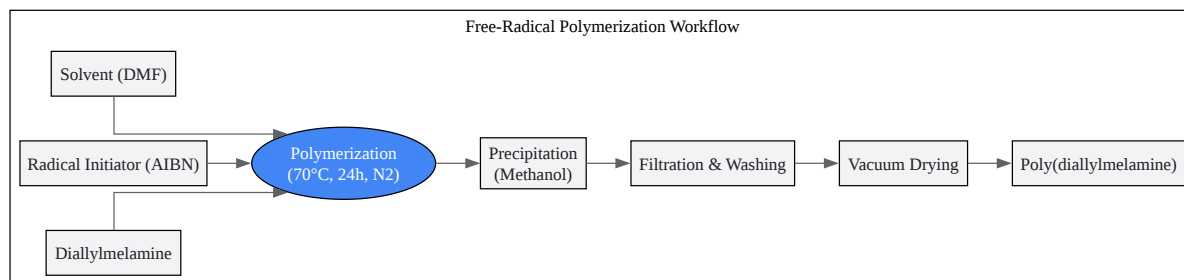 Free-Radical Polymerization Workflow
Solvent (DMF)
Radical Initiator (AIBN)
Diallylmelamine
Polymerization
(70°C, 24h, N2)
Precipitation
(Methanol)
Filtration & Washing
Vacuum Drying
Poly(diallylmelamine)